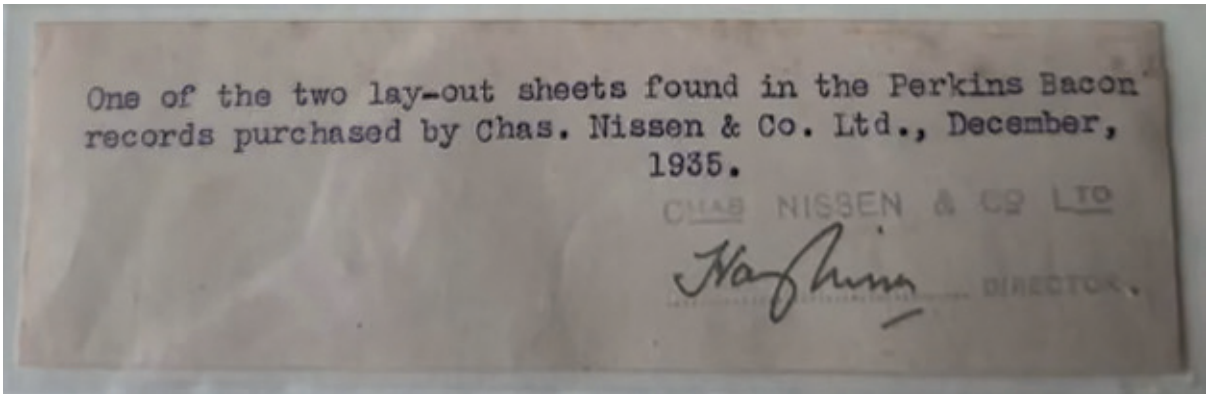 One of the two lay-out sheets found in the Perkins Bacon
records purchased by Chas. Nissen & Co. Ltd., December,
1935.
CHAS NISSEN & CO LTD
DIRECTOR.